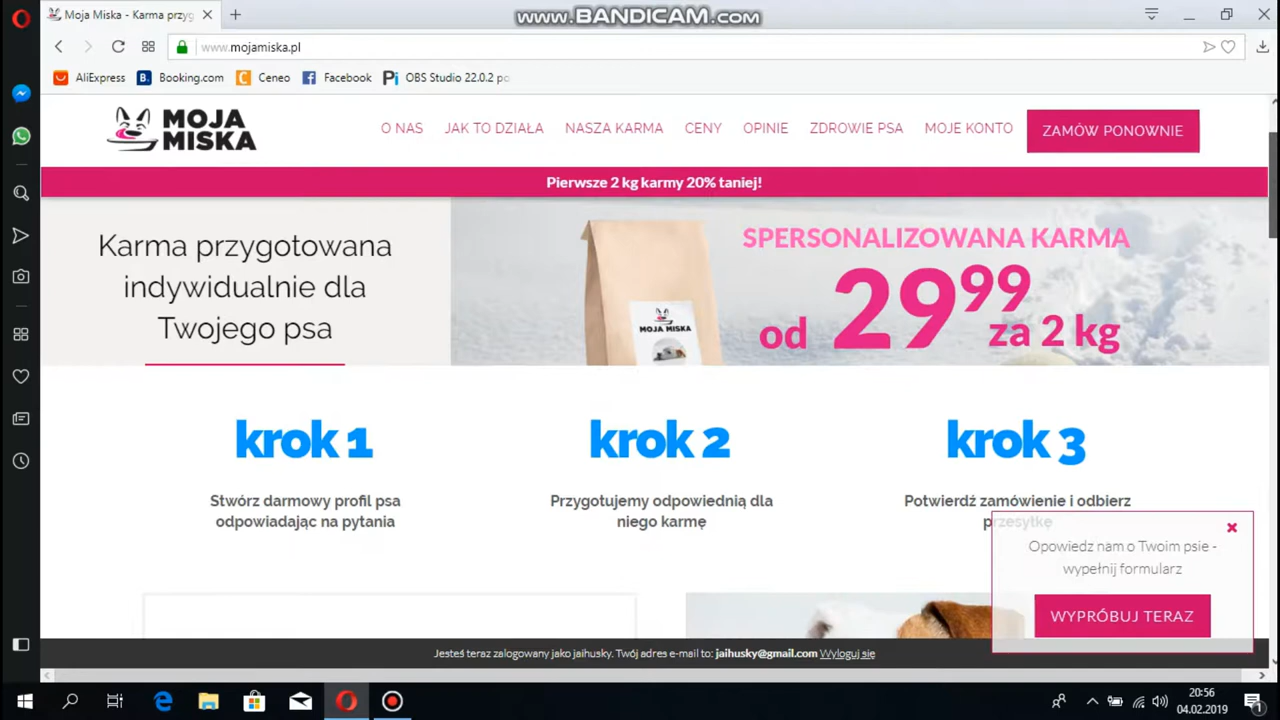 Moja Miska - Karma przyg
www.BANDICAM.com
www.mojamiska.pl
AliExpress
Booking.com
Ceneo
Facebook
OBS Studio 22.0.2 po
MOJA
MISKA
O NAS
JAK TO DZIAŁA
NASZA KARMA
CENY
OPINIE
ZDROWIE PSA
MOJE KONTO
ZAMÓW PONOWNIE
Pierwsze 2 kg karmy 20% taniej!
Karma przygotowana
indywidualnie dla
Twojego psa
MOJA MISKA
SPERSONALIZOWANA KARMA
od 29 99 za 2 kg
krok 1
Stwórz darmowy profil psa
odpowiadając na pytania
krok 2
Przygotujemy odpowiednią dla
niego karmę
krok 3
Potwierdź zamówienie i odbierz
przesyłkę
Opowiedz nam o Twoim psie -
wypełnij formularz
WYPRÓBUJ TERAZ
Jesteś teraz zalogowany jako jaihusky. Twój adres e-mail to: jaihusky@gmail.com Wyloguj się
20:56
04.02.2019
1